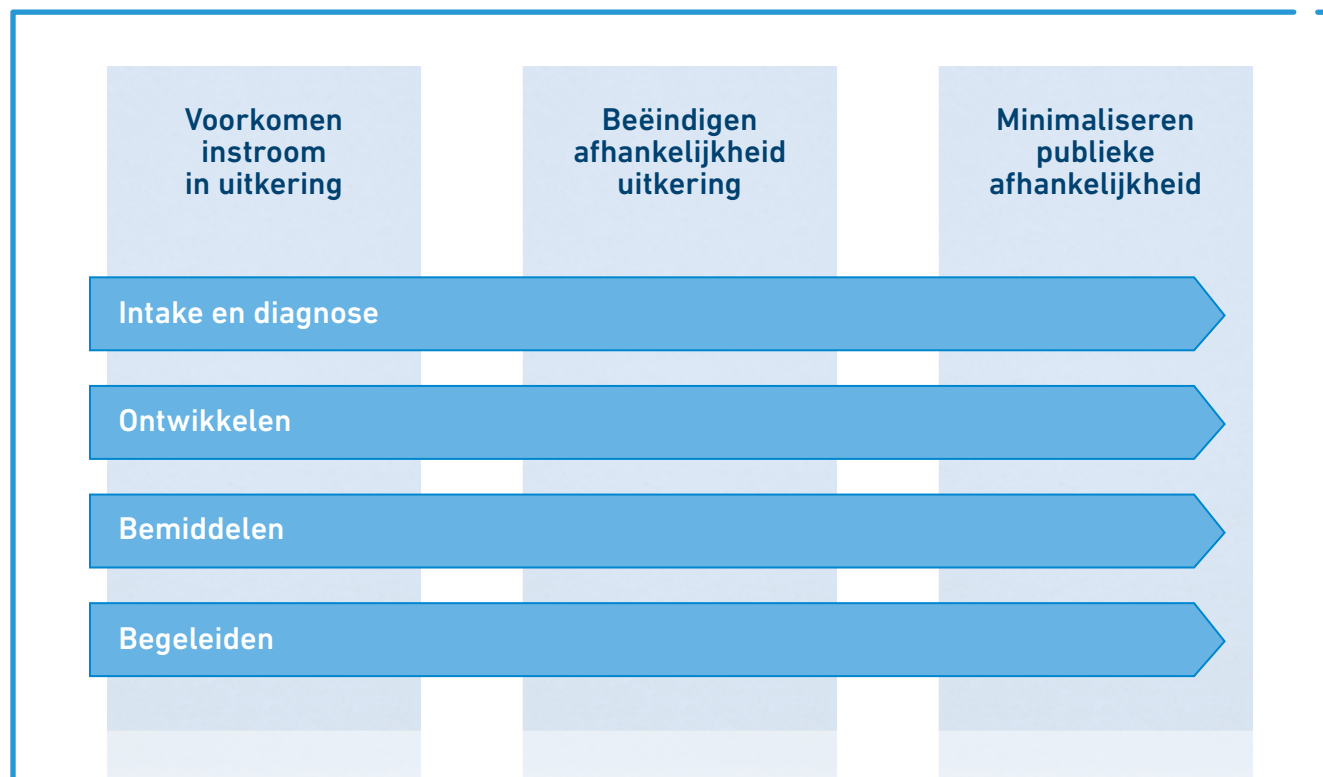 Voorkomen
instroom
in uitkering
Beëindigen
afhankelijkheid
uitkering
Minimaliseren
publieke
afhankelijkheid
Intake en diagnose
Ontwikkelen
Bemiddelen
Begeleiden